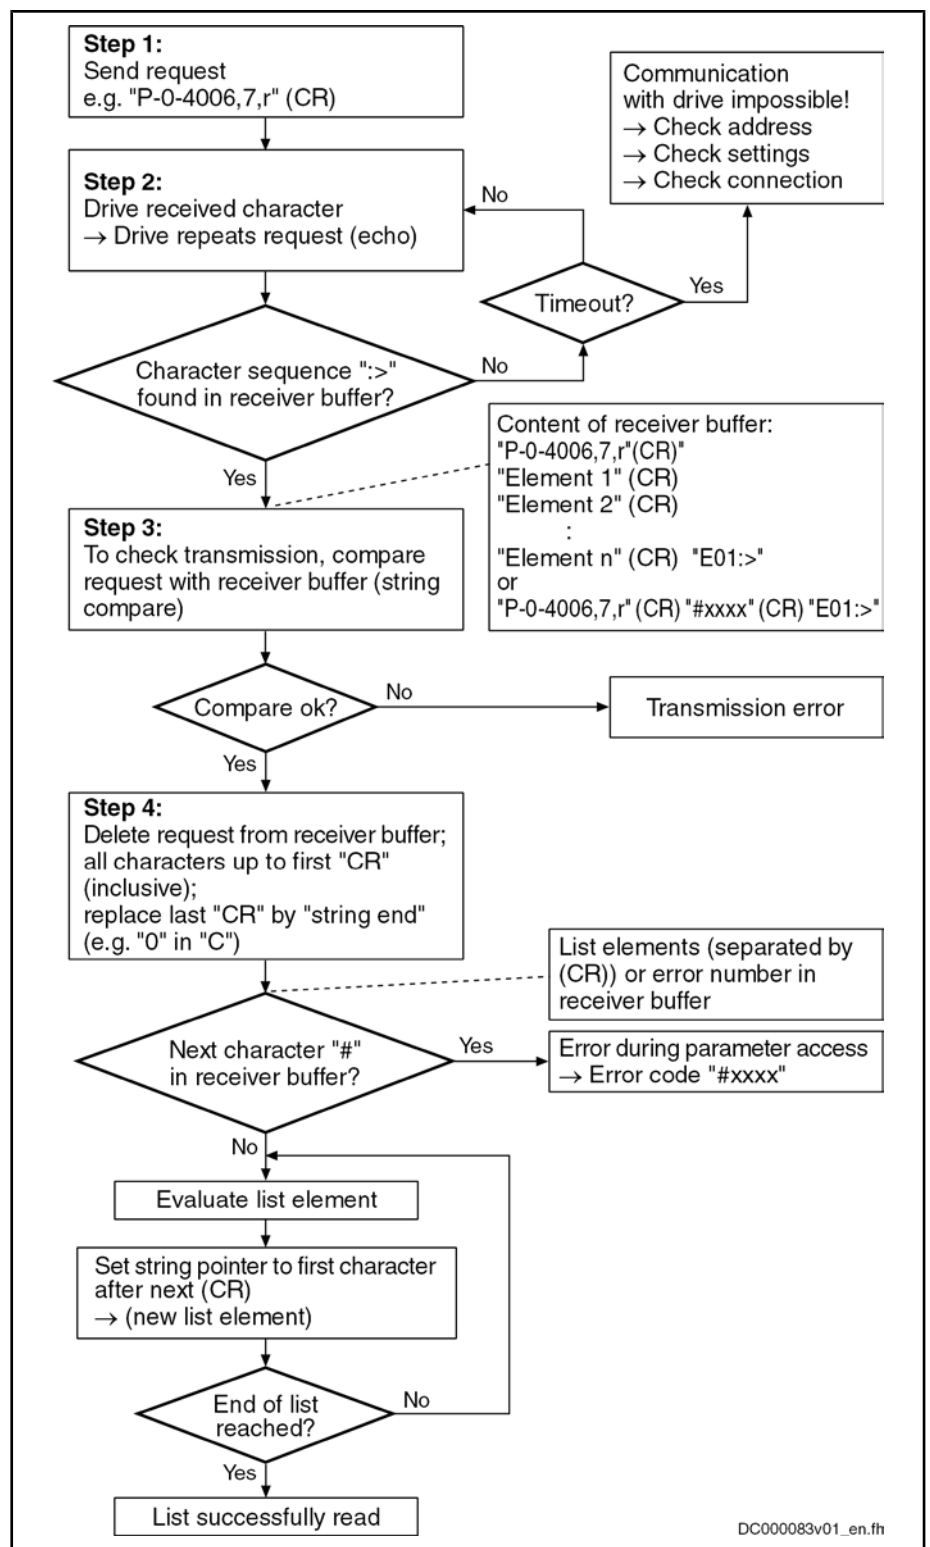 Step 1:
Send request
e.g. "P-0-4006,7,r" (CR)
Communication
with drive impossible!
→ Check address
→ Check settings
→ Check connection
Step 2:
Drive received character
→ Drive repeats request (echo)
No
Timeout?
Yes
Character sequence ":>"
found in receiver buffer?
No
Yes
Content of receiver buffer:
"P-0-4006,7,r"(CR)"
"Element 1" (CR)
"Element 2" (CR)
:
"Element n" (CR) "E01:>"
or
"P-0-4006,7,r" (CR) "#xxxx" (CR) "E01:>"
Step 3:
To check transmission, compare
request with receiver buffer (string
compare)
Compare ok?
No
Transmission error
Yes
Step 4:
Delete request from receiver buffer;
all characters up to first "CR"
(inclusive);
replace last "CR" by "string end"
(e.g. "0" in "C")
List elements (separated by
(CR)) or error number in
receiver buffer
Next character "#"
in receiver buffer?
Yes
Error during parameter access
→ Error code "#xxxx"
No
Evaluate list element
Set string pointer to first character
after next (CR)
→ (new list element)
End of list
reached?
No
Yes
List successfully read
DC000083v01_en.fh